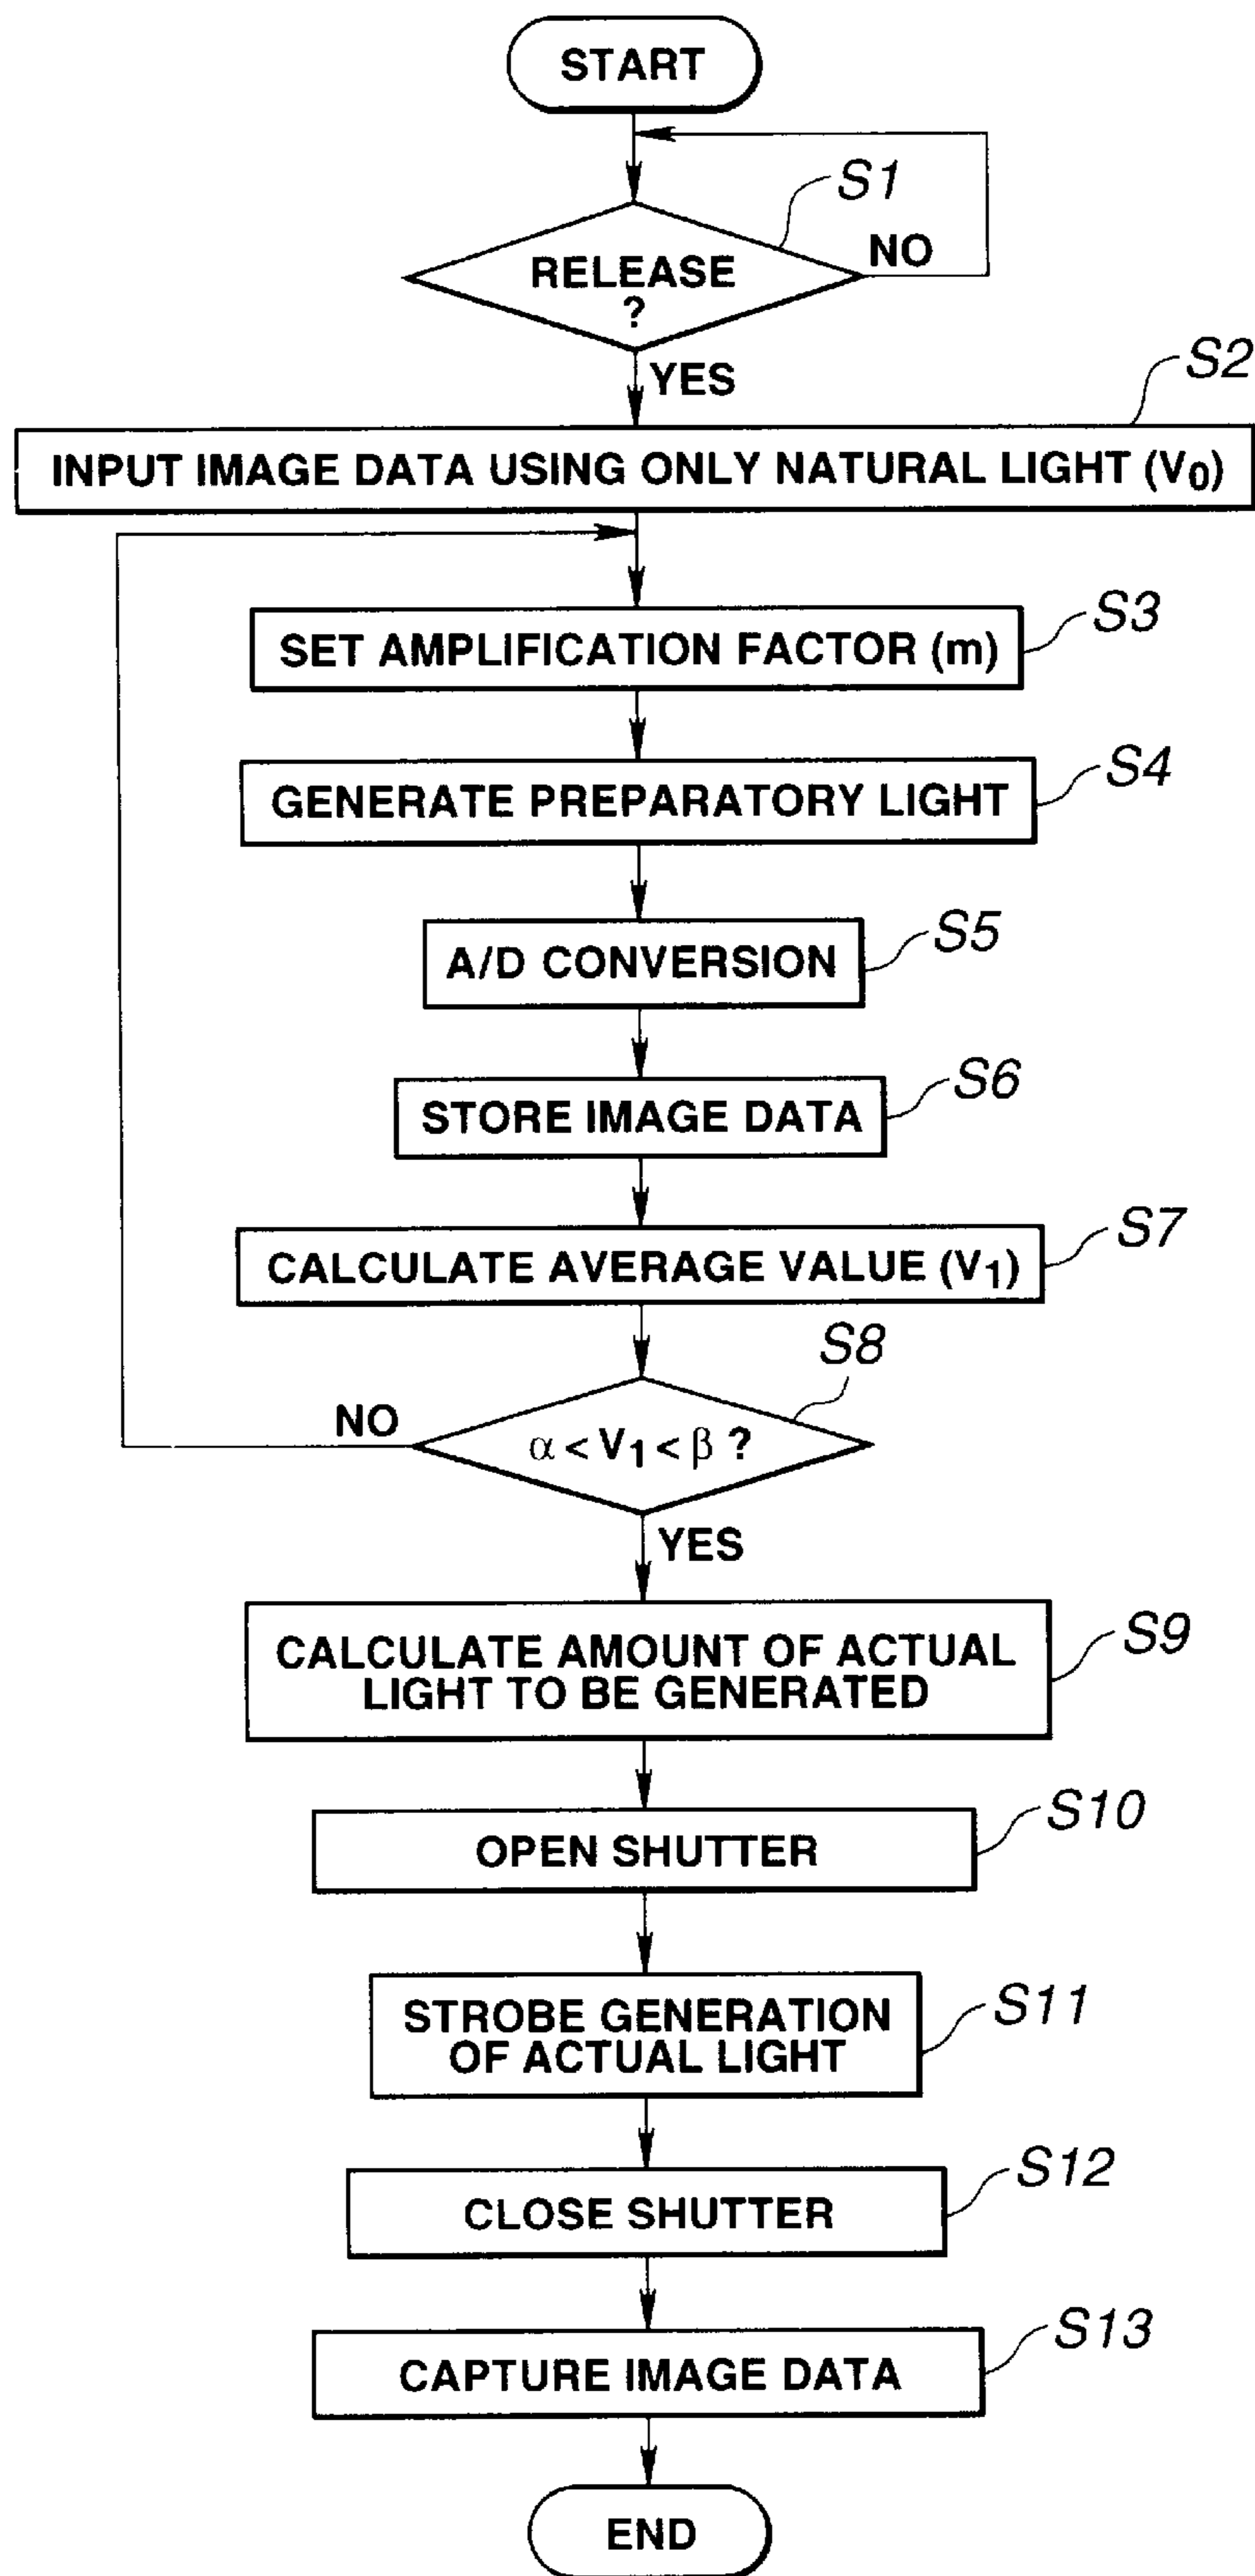 START
S1
NO
RELEASE
?
YES
S2
INPUT IMAGE DATA USING ONLY NATURAL LIGHT (V0)
S3
SET AMPLIFICATION FACTOR (m)
S4
GENERATE PREPARATORY LIGHT
S5
A/D CONVERSION
S6
STORE IMAGE DATA
S7
CALCULATE AVERAGE VALUE (V1)
S8
NO
α < V1 < β ?
YES
S9
CALCULATE AMOUNT OF ACTUAL
LIGHT TO BE GENERATED
S10
OPEN SHUTTER
S11
STROBE GENERATION
OF ACTUAL LIGHT
S12
CLOSE SHUTTER
S13
CAPTURE IMAGE DATA
END